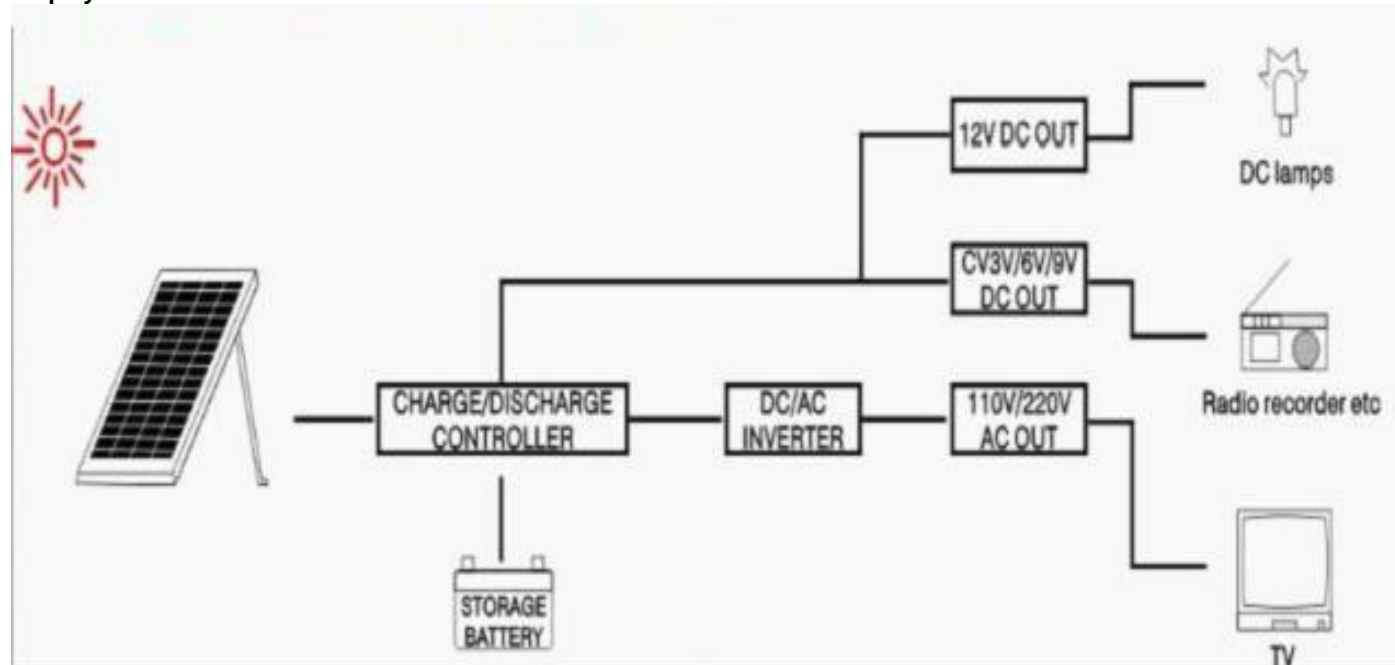 12V DC OUT
DC lamps
CV3V/6V/9V
DC OUT
Radio recorder etc
CHARGE/DISCHARGE
CONTROLLER
DC/AC
INVERTER
110V/220V
AC OUT
STORAGE
BATTERY
TV